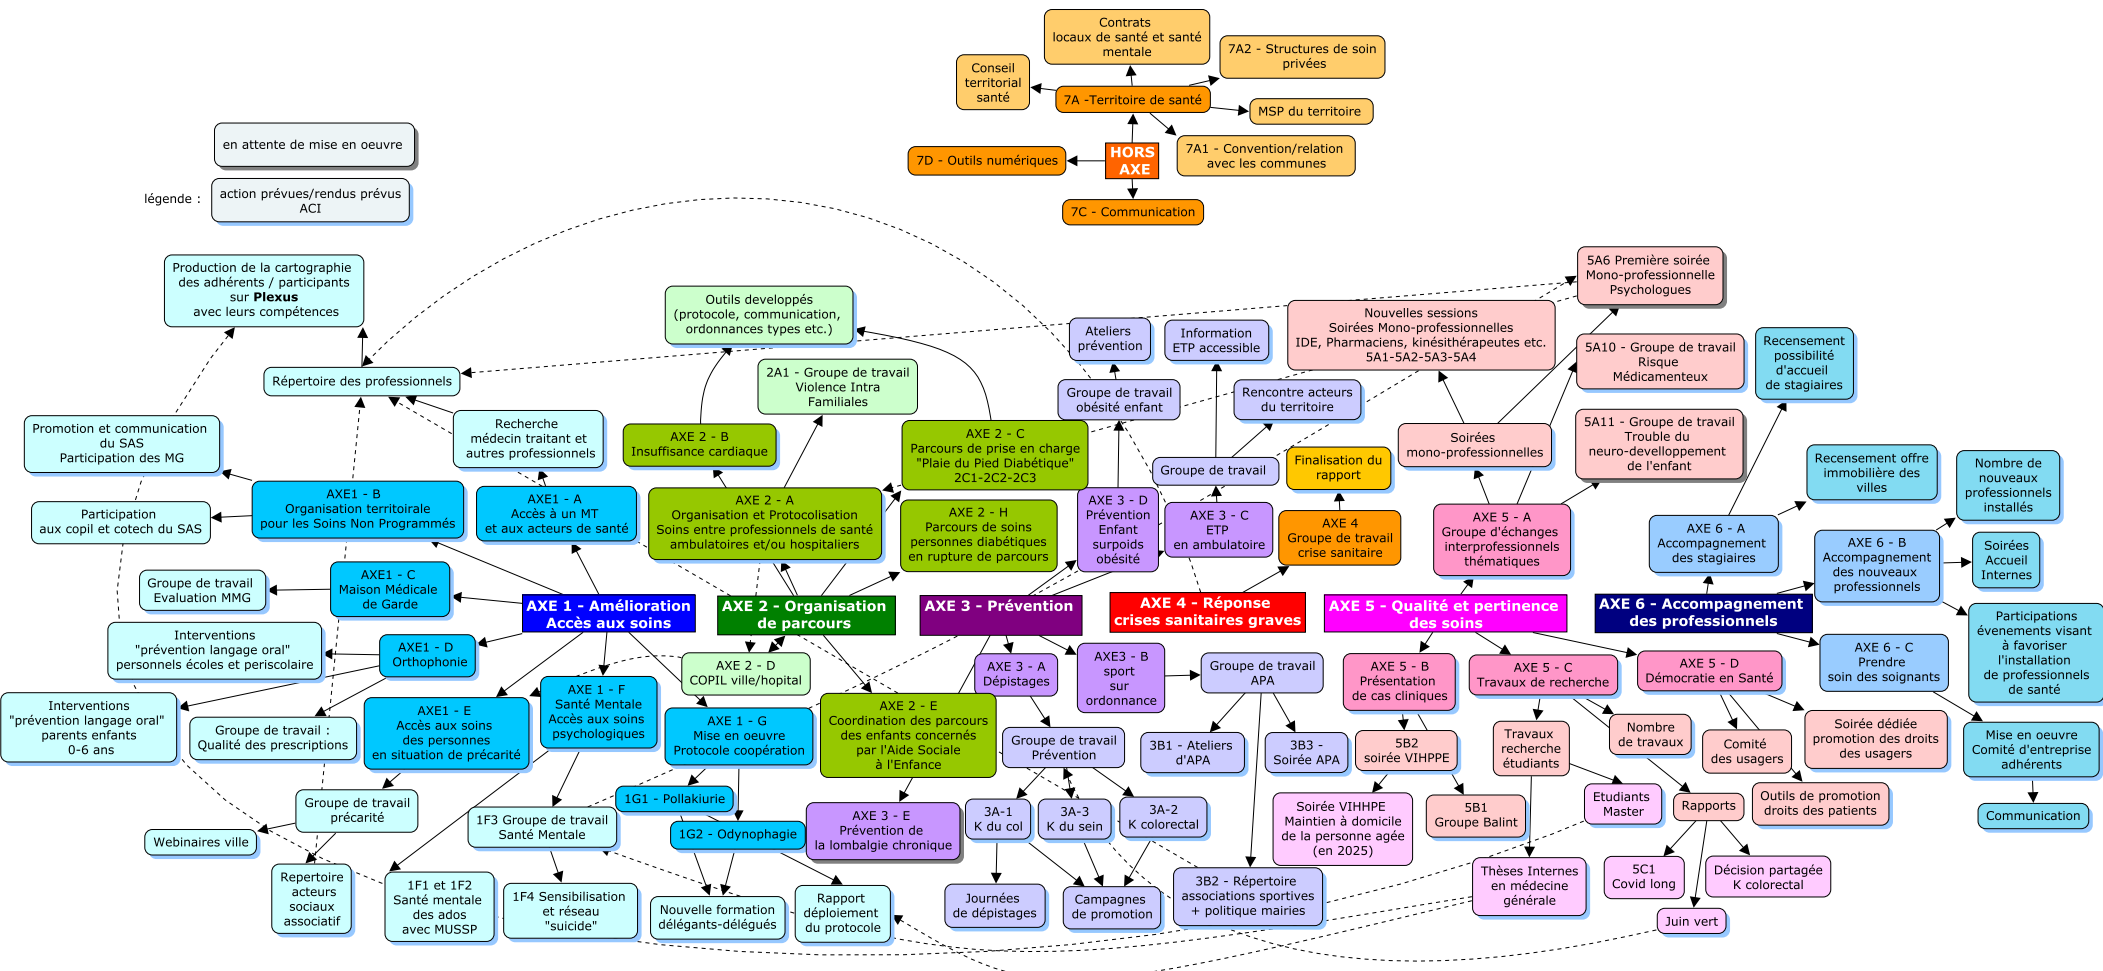 Contrats
locaux de santé et santé
mentale
7A2 - Structures de soin
privées
Conseil
territorial
santé
7A -Territoire de santé
MSP du territoire
7A1 - Convention/relation
avec les communes
HORS
AXE
7D - Outils numériques
7C - Communication
en attente de mise en oeuvre
légende :
action prévues/rendus prévus
ACI
Production de la cartographie
des adhérents / participants
sur Plexus
avec leurs compétences
Répertoire des professionnels
Promotion et communication
du SAS
Participation des MG
Recherche
médecin traitant et
autres professionnels
Participation
aux copil et cotech du SAS
AXE1 - B
Organisation territoirale
pour les Soins Non Programmés
AXE1 - A
Accès à un MT
et aux acteurs de santé
Groupe de travail
Evaluation MMG
AXE1 - C
Maison Médicale
de Garde
AXE 1 - Amélioration
Accès aux soins
Interventions
"prévention langage oral"
personnels écoles et periscolaire
AXE1 - D
Orthophonie
Interventions
"prévention langage oral"
parents enfants
0-6 ans
Groupe de travail :
Qualité des prescriptions
AXE1 - E
Accès aux soins
des personnes
en situation de précarité
AXE 1 - F
Santé Mentale
Accès aux soins
psychologiques
AXE 1 - G
Mise en oeuvre
Protocole coopération
Groupe de travail
précarité
Webinaires ville
Repertoire
acteurs
sociaux
associatif
1F1 et 1F2
Santé mentale
des ados
avec MUSSP
1F3 Groupe de travail
Santé Mentale
1F4 Sensibilisation
et réseau
"suicide"
1G1 - Pollakiurie
1G2 - Odynophagie
Nouvelle formation
délégants-délégués
Rapport
déploiement
du protocole
Outils developpés
(protocole, communication,
ordonnances types etc.)
2A1 - Groupe de travail
Violence Intra
Familiales
AXE 2 - B
Insuffisance cardiaque
AXE 2 - C
Parcours de prise en charge
"Plaie du Pied Diabétique"
2C1-2C2-2C3
AXE 2 - A
Organisation et Protocolisation
Soins entre professionnels de santé
ambulatoires et/ou hospitaliers
AXE 2 - H
Parcours de soins
personnes diabétiques
en rupture de parcours
AXE 2 - Organisation
de parcours
AXE 2 - D
COPIL ville/hopital
AXE 2 - E
Coordination des parcours
des enfants concernés
par l'Aide Sociale
à l'Enfance
AXE 3 - E
Prévention de
la lombalgie chronique
Ateliers
prévention
Information
ETP accessible
Groupe de travail
obésité enfant
Rencontre acteurs
du territoire
Groupe de travail
AXE 3 - D
Prévention
Enfant
surpoids
obésité
AXE 3 - C
ETP
en ambulatoire
AXE 3 - Prévention
AXE 3 - A
Dépistages
AXE3 - B
sport
sur
ordonnance
Groupe de travail
APA
Groupe de travail
Prévention
3B1 - Ateliers
d'APA
3B3 -
Soirée APA
3A-1
K du col
3A-3
K du sein
3A-2
K colorectal
Journées
de dépistages
Campagnes
de promotion
3B2 - Répertoire
associations sportives
+ politique mairies
Finalisation du
rapport
AXE 4
Groupe de travail
crise sanitaire
AXE 4 - Réponse
crises sanitaires graves
5A6 Première soirée
Mono-professionnelle
Psychologues
Nouvelles sessions
Soirées Mono-professionnelles
IDE, Pharmaciens, kinésithérapeutes etc.
5A1-5A2-5A3-5A4
5A10 - Groupe de travail
Risque
Médicamenteux
Soirées
mono-professionnelles
5A11 - Groupe de travail
Trouble du
neuro-develloppement
de l'enfant
AXE 5 - A
Groupe d'échanges
interprofessionnels
thématiques
AXE 5 - Qualité et pertinence
des soins
AXE 5 - B
Présentation
de cas cliniques
AXE 5 - C
Travaux de recherche
AXE 5 - D
Démocratie en Santé
5B2
soirée VIHPPE
Travaux
recherche
étudiants
Nombre
de travaux
Comité
des usagers
Soirée dédiée
promotion des droits
des usagers
Soirée VIHHPE
Maintien à domicile
de la personne agée
(en 2025)
5B1
Groupe Balint
Etudiants
Master
Rapports
Outils de promotion
droits des patients
Thèses Internes
en médecine
générale
5C1
Covid long
Décision partagée
K colorectal
Juin vert
Recensement
possibilité
d'accueil
de stagiaires
Recensement offre
immobilière des
villes
Nombre de
nouveaux
professionnels
installés
AXE 6 - A
Accompagnement
des stagiaires
AXE 6 - B
Accompagnement
des nouveaux
professionnels
Soirées
Accueil
Internes
AXE 6 - Accompagnement
des professionnels
Participations
évenements visant
à favoriser
l'installation
de professionnels
de santé
AXE 6 - C
Prendre
soin des soignants
Mise en oeuvre
Comité d'entreprise
adhérents
Communication